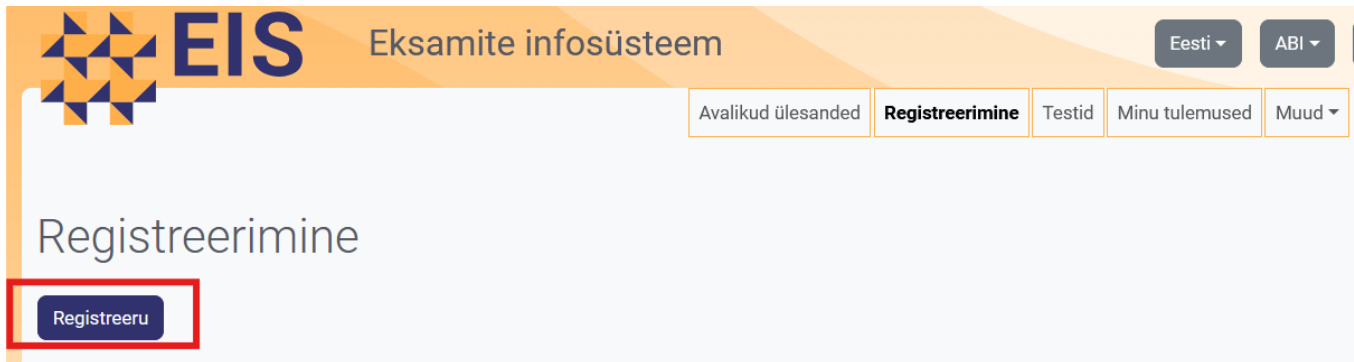 EIS Eksamite infosüsteem Eesti ABI
Avalikud ülesanded Registreerimine Testid Minu tulemused Muud
Registreerimine
Registreeru